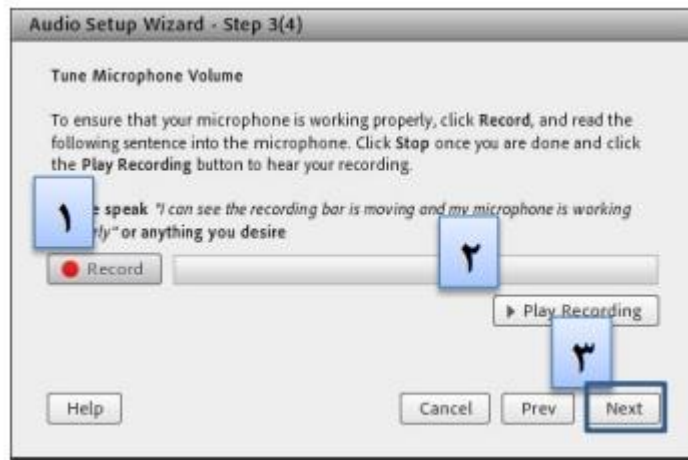 Audio Setup Wizard - Step 3(4)
Tune Microphone Volume
To ensure that your microphone is working properly, click Record, and read the
following sentence into the microphone. Click Stop once you are done and click
the Play Recording button to hear your recording.
۱
speak "I can see the recording bar is moving and my microphone is working
or anything you desire
۲
Record
Play Recording
۳
Help
Cancel
Prev
Next